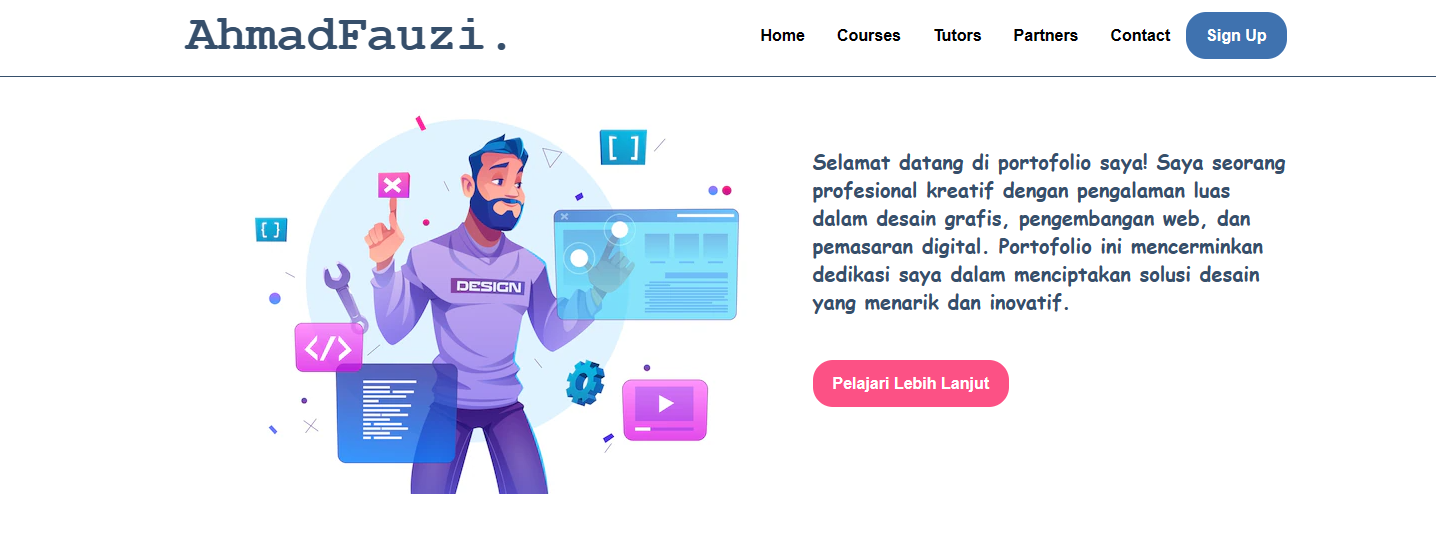 AhmadFauzi.
Home Courses Tutors Partners Contact Sign Up
[ ]
[ ]
DESIGN
</>
Selamat datang di portofolio saya! Saya seorang
profesional kreatif dengan pengalaman luas
dalam desain grafis, pengembangan web, dan
pemasaran digital. Portofolio ini mencerminkan
dedikasi saya dalam menciptakan solusi desain
yang menarik dan inovatif.
Pelajari Lebih Lanjut